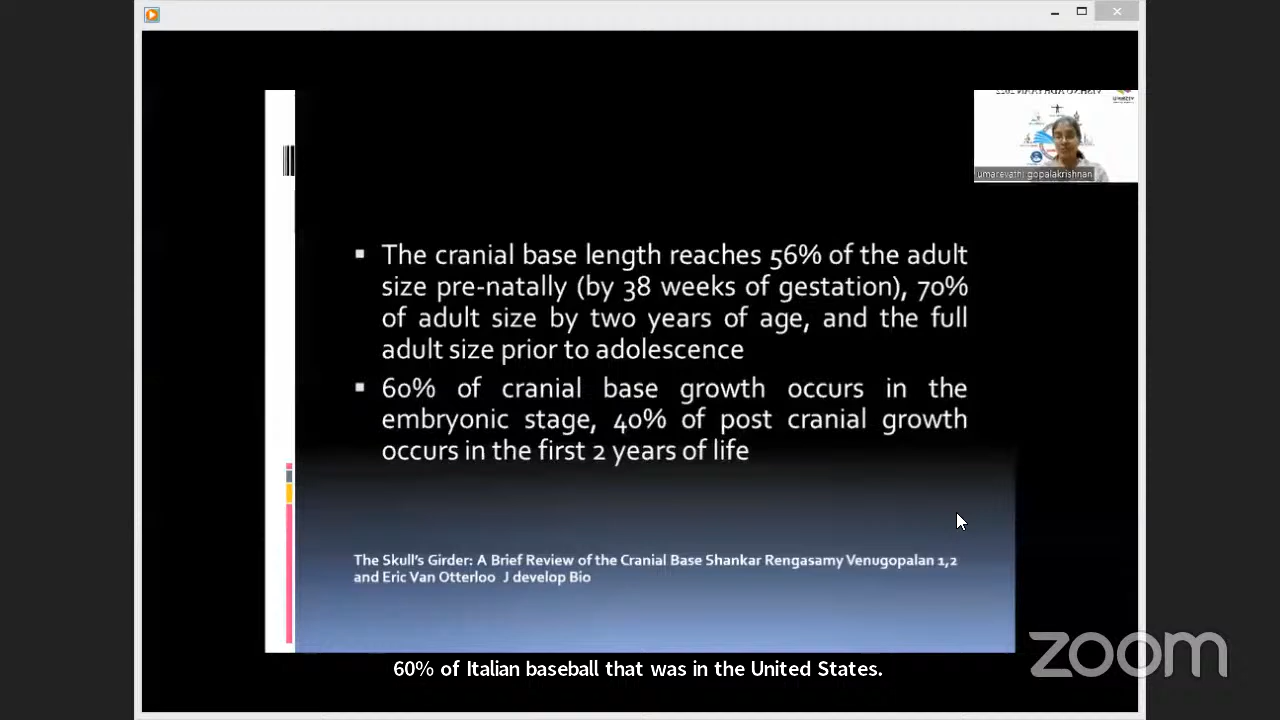 umarevathi gopalakrishnan
▪ The cranial base length reaches 56% of the adult
size pre-natally (by 38 weeks of gestation), 70%
of adult size by two years of age, and the full
adult size prior to adolescence
▪ 60% of cranial base growth occurs in the
embryonic stage, 40% of post cranial growth
occurs in the first 2 years of life
The Skull's Girder: A Brief Review of the Cranial Base Shankar Rengasamy Venugopalan 1,2
and Eric Van Otterloo J develop Bio
zoom
60% of Italian baseball that was in the United States.